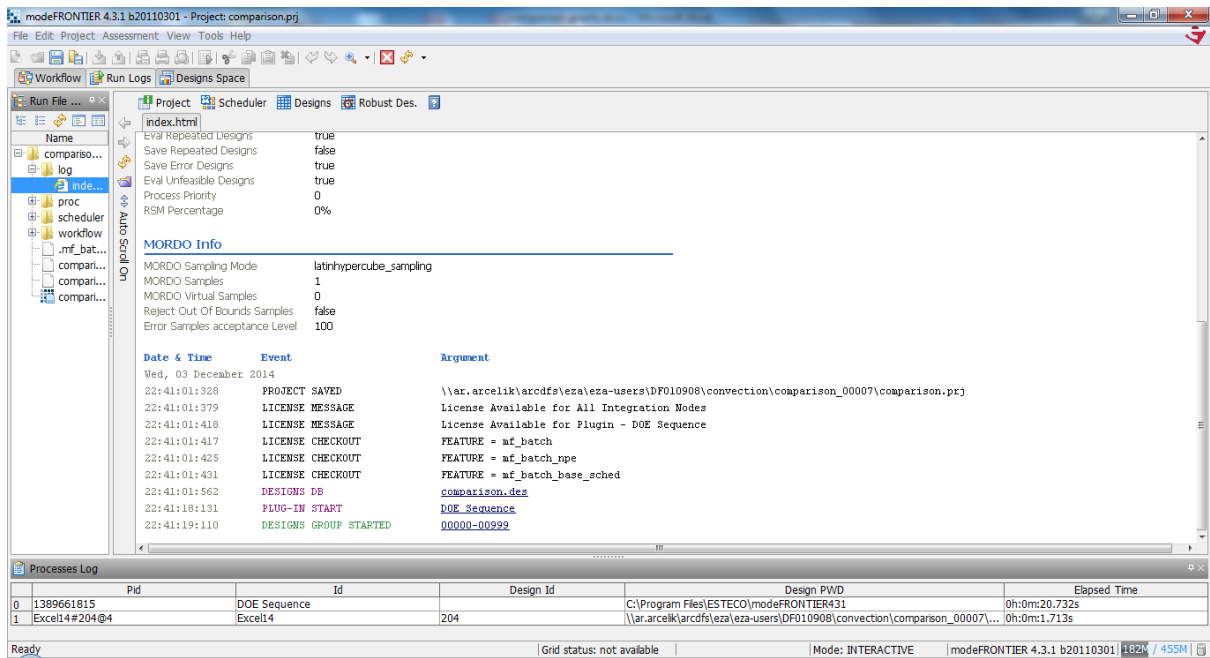 modeFRONTIER 4.3.1 b20110301 - Project: comparison.prj
File Edit Project Assessment View Tools Help
Workflow Run Logs Designs Space
Run File ...
Project Scheduler Designs Robust Des.
index.html
Name
compariso...
log
inde...
proc
scheduler
workflow
.mf_bat...
compari...
compari...
compari...
Auto Scroll On
Eval Repeated Designs true
Save Repeated Designs false
Save Error Designs true
Eval Unfeasible Designs true
Process Priority 0
RSM Percentage 0%
MORDO Info
MORDO Sampling Mode latinhypercube_sampling
MORDO Samples 1
MORDO Virtual Samples 0
Reject Out Of Bounds Samples false
Error Samples acceptance Level 100
Date & Time Event Argument
Wed, 03 December 2014
22:41:01:328 PROJECT SAVED \\ar.arcelik\arcdfs\eza\eza-users\DF010908\convection\comparison_00007\comparison.prj
22:41:01:379 LICENSE MESSAGE License Available for All Integration Nodes
22:41:01:418 LICENSE MESSAGE License Available for Plugin - DOE Sequence
22:41:01:417 LICENSE CHECKOUT FEATURE = mf_batch
22:41:01:425 LICENSE CHECKOUT FEATURE = mf_batch_npe
22:41:01:431 LICENSE CHECKOUT FEATURE = mf_batch_base_sched
22:41:01:562 DESIGNS DB comparison.des
22:41:18:131 PLUG-IN START DOE Sequence
22:41:19:110 DESIGNS GROUP STARTED 00000-00999
Processes Log
Pid Id Design Id Design PWD Elapsed Time
0 1389661815 DOE Sequence C:\Program Files\ESTECO\modeFRONTIER431 0h:0m:20.732s
1 Excel14#204@4 Excel14 204 \\ar.arcelik\arcdfs\eza\eza-users\DF010908\convection\comparison_00007\... 0h:0m:1.713s
Ready Grid status: not available Mode: INTERACTIVE modeFRONTIER 4.3.1 b20110301 182M / 455M